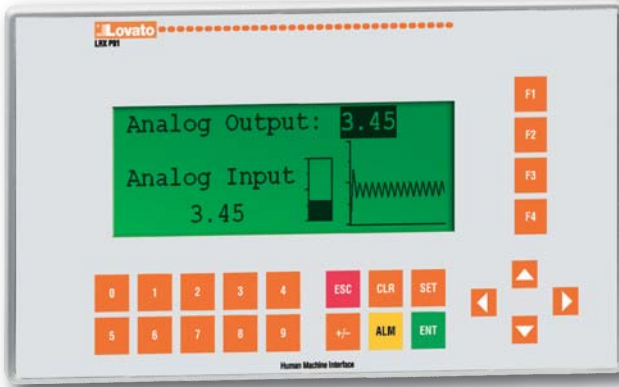 Lovato
LRX P01
Analog Output: 3.45
Analog Input
3.45
F1
F2
F3
F4
0 1 2 3 4 ESC CLR SET
5 6 7 8 9 +/- ALM ENT
Human Machine Interface